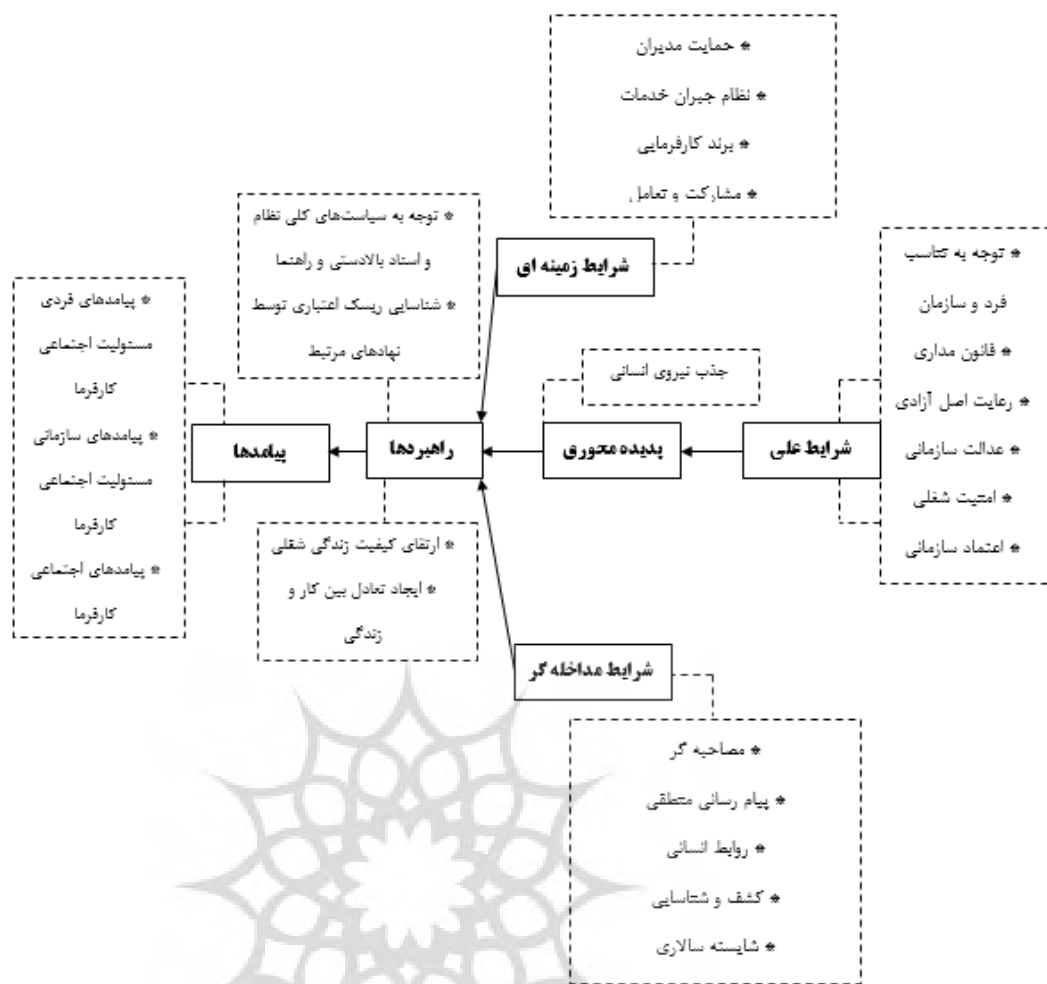 * حمایت مدیران
* نظام جبران خدمات
* برند کارفرمایی
* مشارکت و تعامل
شرایط زمینه ای
* توجه به تناسب
فرد و سازمان
* قانون مداری
* رعایت اصل آزادی
* عدالت سازمانی
* امنیت شغلی
* اعتماد سازمانی
شرایط علی
جذب نیروی انسانی
پدیده محوری
* توجه به سیاست‌های کلی نظام
و اسناد بالادستی و راهنما
* شناسایی ریسک اعتباری توسط
نهادهای مرتبط
راهبردها
* ارتقای کیفیت زندگی شغلی
* ایجاد تعادل بین کار و
زندگی
پیامدها
* پیامدهای فردی
مسئولیت اجتماعی
کارفرما
* پیامدهای سازمانی
مسئولیت اجتماعی
کارفرما
* پیامدهای اجتماعی
کارفرما
شرایط مداخله گر
* مصاحبه گر
* پیام رسانی منطقی
* روابط انسانی
* کشف و شناسایی
* شایسته سالاری